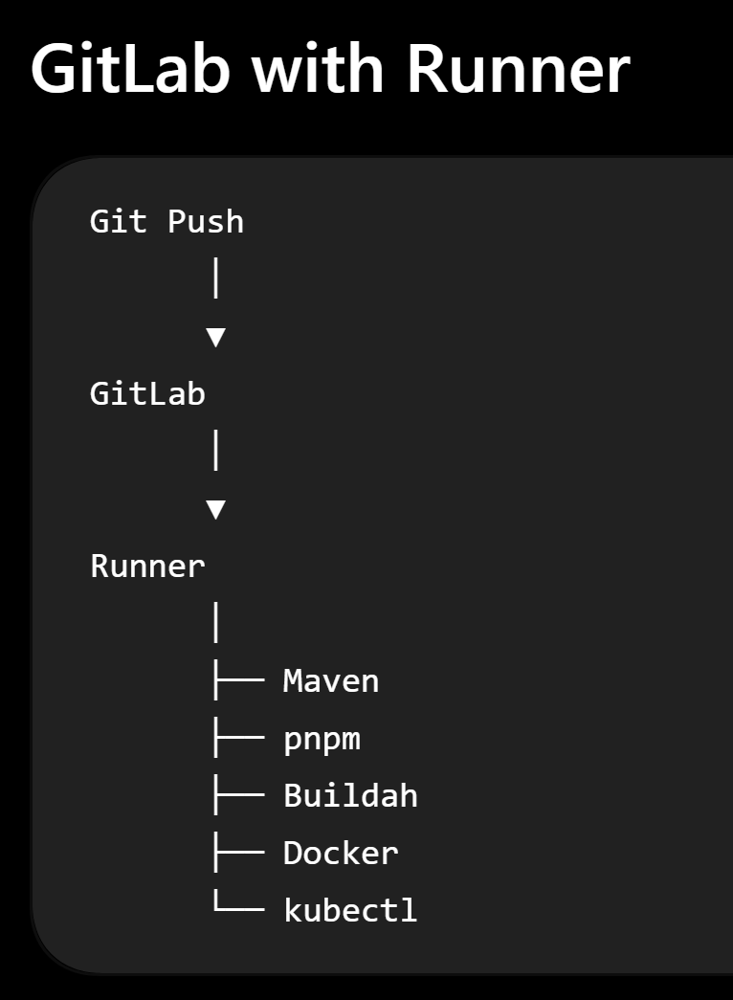 GitLab with Runner
Git Push
│
▼
GitLab
│
▼
Runner
│
├── Maven
├── pnpm
├── Buildah
├── Docker
└── kubectl